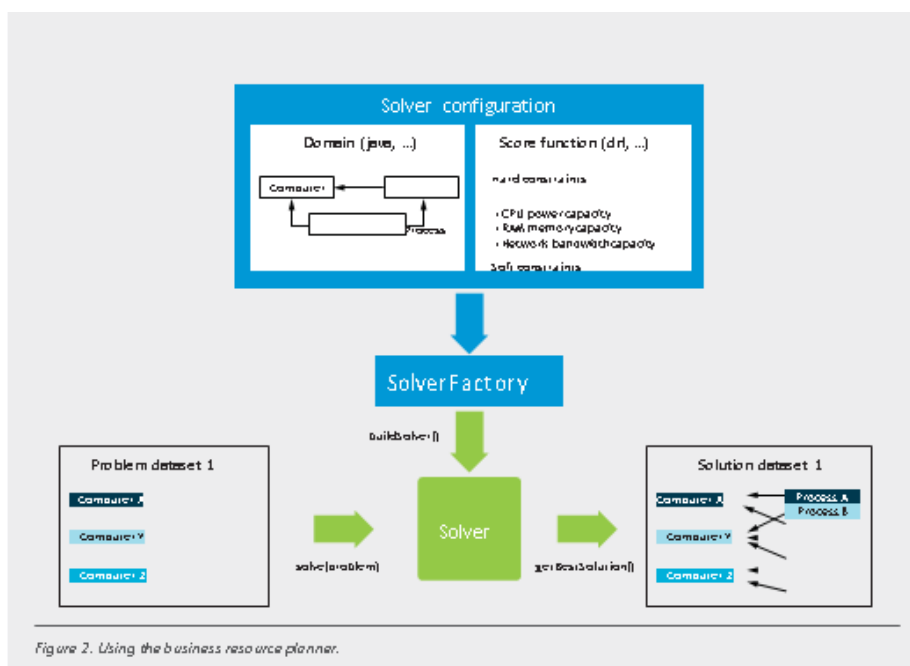 Solver configuration
Domain (java, ...)
Computer
Process
Score function (drl, ...)
Hard constraints
• CPU power capacity
• RAM memory capacity
• Network bandwithcapacity
Soft constraints
SolverFactory
buildSolver()
Problem dataset 1
Computer X
Computer Y
Computer Z
solve(problem)
Solver
getBestSolution()
Solution dataset 1
Computer X
Computer Y
Computer Z
Process A
Process B
Figure 2. Using the business resource planner.